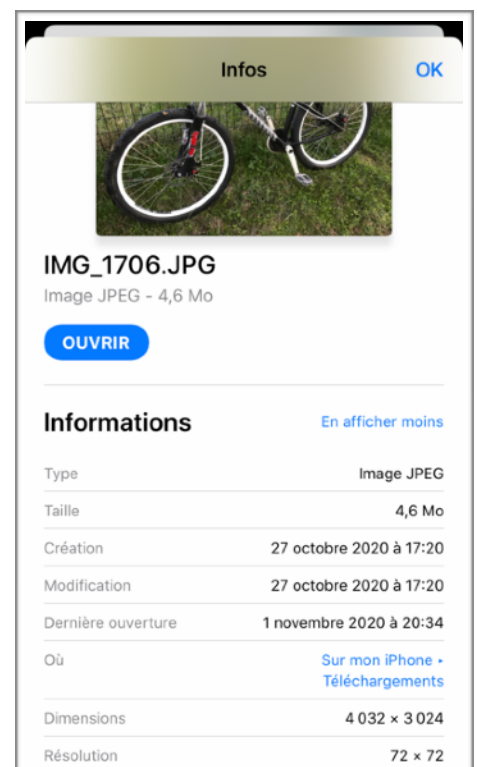 Infos
OK
IMG_1706.JPG
Image JPEG - 4,6 Mo
OUVRIR
Informations
En afficher moins
Type
Image JPEG
Taille
4,6 Mo
Création
27 octobre 2020 à 17:20
Modification
27 octobre 2020 à 17:20
Dernière ouverture
1 novembre 2020 à 20:34
Où
Sur mon iPhone ▸
Téléchargements
Dimensions
4 032 × 3 024
Résolution
72 × 72